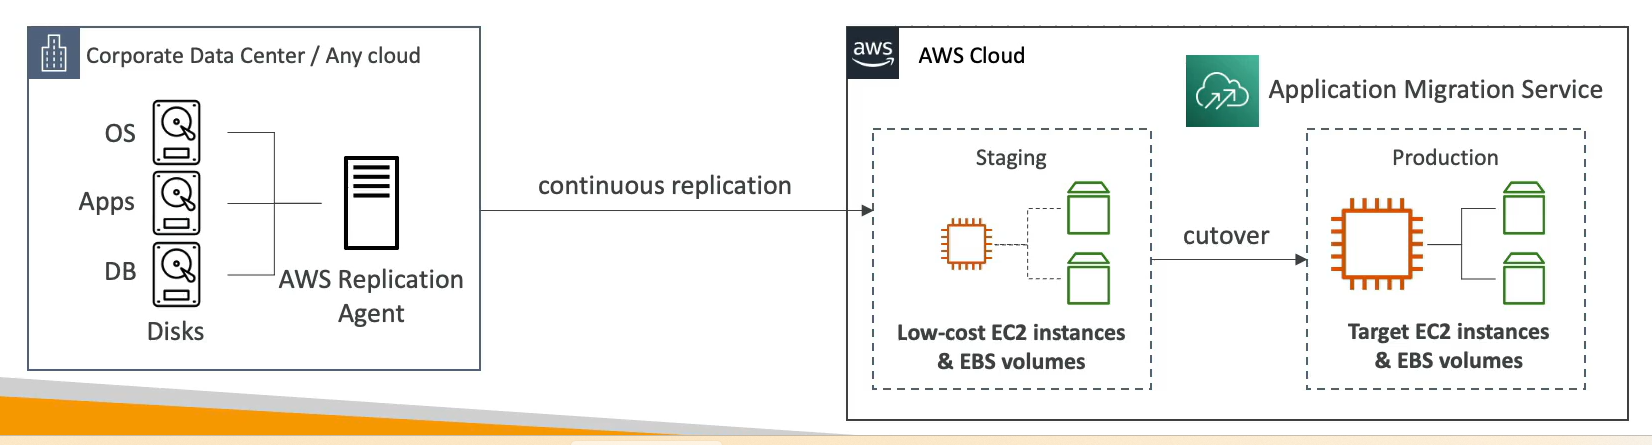 Corporate Data Center / Any cloud
OS
Apps
DB
Disks
AWS Replication
Agent
continuous replication
aws
AWS Cloud
Application Migration Service
Staging
Low-cost EC2 instances
& EBS volumes
cutover
Production
Target EC2 instances
& EBS volumes